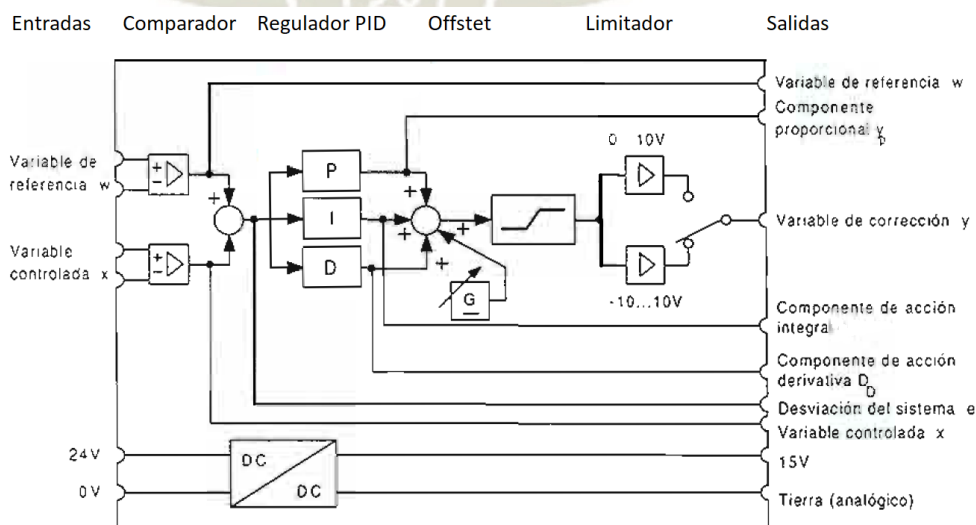 Entradas Comparador Regulador PID Offstet Limitador Salidas
Variable de referencia w
Componente
proporcional y
p
0 10V
Variable de
referencia w
+
−
+
P
+
I
+
+
D
+
Variable
controlada x
+
−
G
-10...10V
Variable de corrección y
Componente de acción
integral
Componente de acción
derivativa D
D
Desviación del sistema e
Variable controlada x
24V
DC
DC
15V
0V
Tierra (analógico)